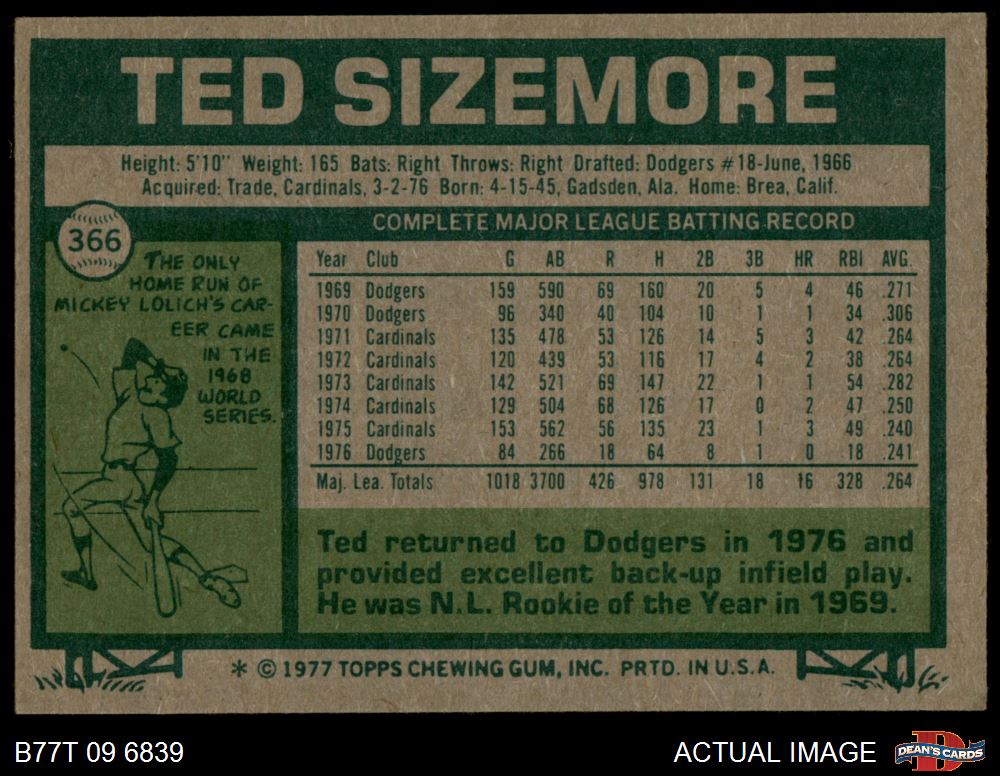 TED SIZEMORE
Height: 5'10" Weight: 165 Bats: Right Throws: Right Drafted: Dodgers #18-June, 1966
Acquired: Trade, Cardinals, 3-2-76 Born: 4-15-45, Gadsden, Ala. Home: Brea, Calif.
366
THE ONLY
HOME RUN OF
MICKEY LOLICH'S CAR-
EER CAME
IN THE
1968
WORLD
SERIES.
COMPLETE MAJOR LEAGUE BATTING RECORD
Year Club G AB R H 2B 3B HR RBI AVG.
1969 Dodgers 159 590 69 160 20 5 4 46 .271
1970 Dodgers 96 340 40 104 10 1 1 34 .306
1971 Cardinals 135 478 53 126 14 5 3 42 .264
1972 Cardinals 120 439 53 116 17 4 2 38 .264
1973 Cardinals 142 521 69 147 22 1 1 54 .282
1974 Cardinals 129 504 68 126 17 0 2 47 .250
1975 Cardinals 153 562 56 135 23 1 3 49 .240
1976 Dodgers 84 266 18 64 8 1 0 18 .241
Maj. Lea. Totals 1018 3700 426 978 131 18 16 328 .264
Ted returned to Dodgers in 1976 and
provided excellent back-up infield play.
He was N.L. Rookie of the Year in 1969.
* © 1977 TOPPS CHEWING GUM, INC. PRTD. IN U.S.A.
B77T 09 6839
ACTUAL IMAGE
D
DEAN'S CARDS